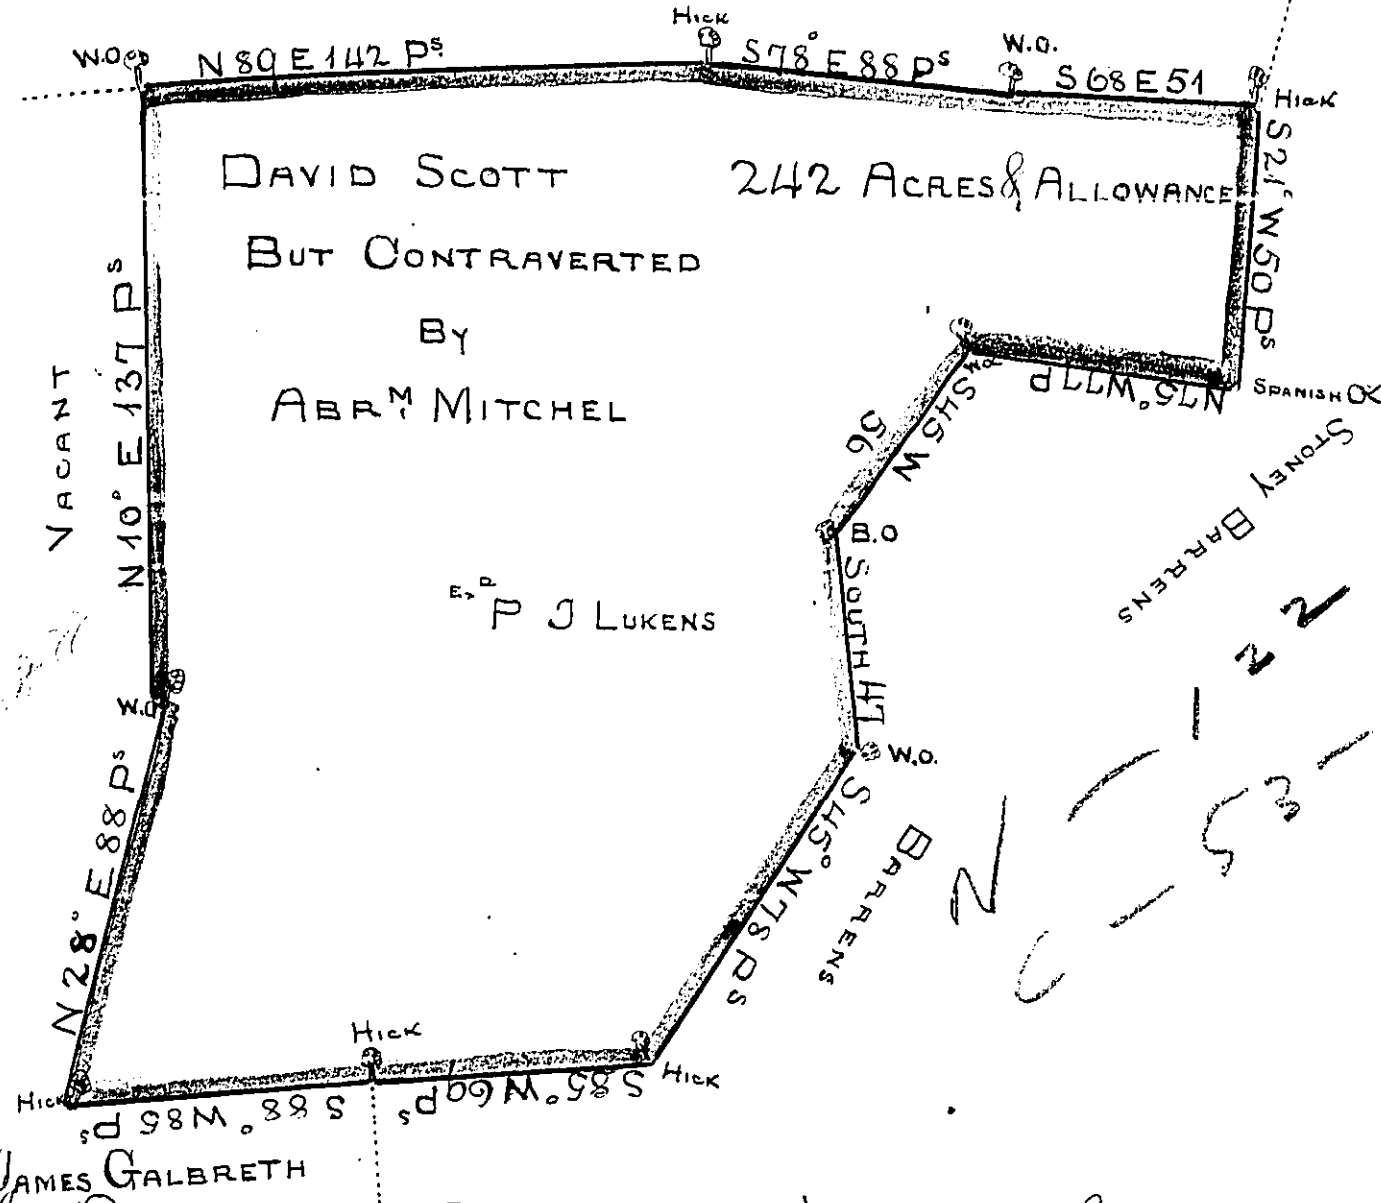 Hick
W.O. N 89 E 142 Ps
S 78° E 88 Ps
W.O.
S 68 E 51
Hick
David Scott 242 Acres & Allowance
But Contraverted
By
Abrm Mitchel
S 21° W 50 Ps
Spanish O
N 75° W 77 P
W.O.
S 45 W
56
B.O
Stoney Barrens
Vacant
N 10° E 137 Ps
P J Lukens
South 47
W.O.
W.O
N 28° E 88 Ps
S 45° W 78 Ps
Barrens
Hick
Hick
Hick
S 88° W 85 Ps
S 85° W 60 Ps
James Galbreth